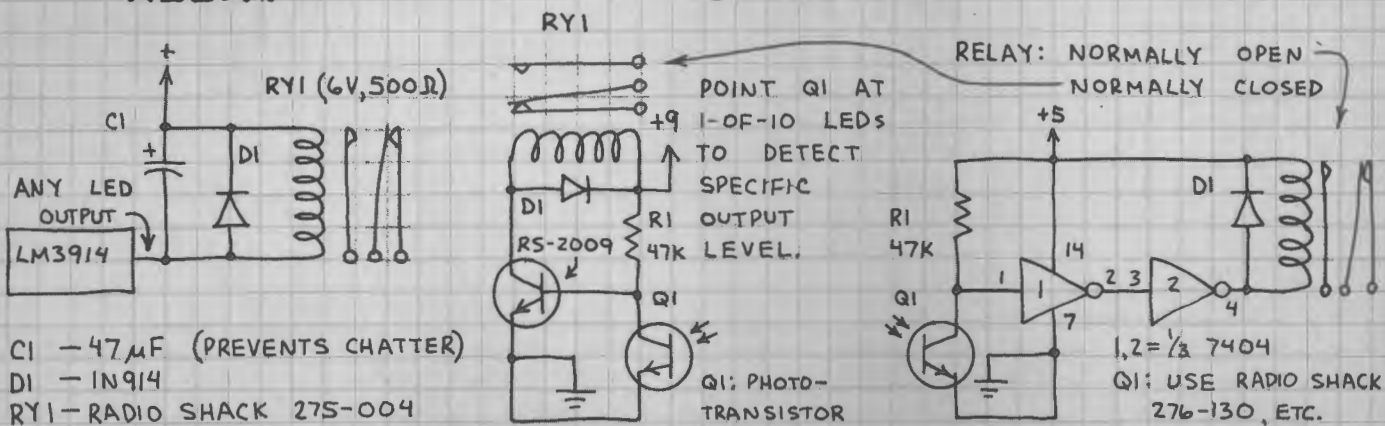 RY1
RELAY: NORMALLY OPEN
NORMALLY CLOSED
+
RY1 (6V, 500Ω)
C1
+
D1
ANY LED
OUTPUT
LM3914
C1 — 47µF (PREVENTS CHATTER)
D1 — 1N914
RY1 — RADIO SHACK 275-004
+9
POINT Q1 AT
1-OF-10 LEDs
TO DETECT
SPECIFIC
OUTPUT
LEVEL.
D1
R1
47K
RS-2009
Q1
Q1: PHOTO-
TRANSISTOR
+5
D1
R1
47K
14
1
1
2
3
2
4
7
Q1
1,2 = 1/3 7404
Q1: USE RADIO SHACK
276-130, ETC.